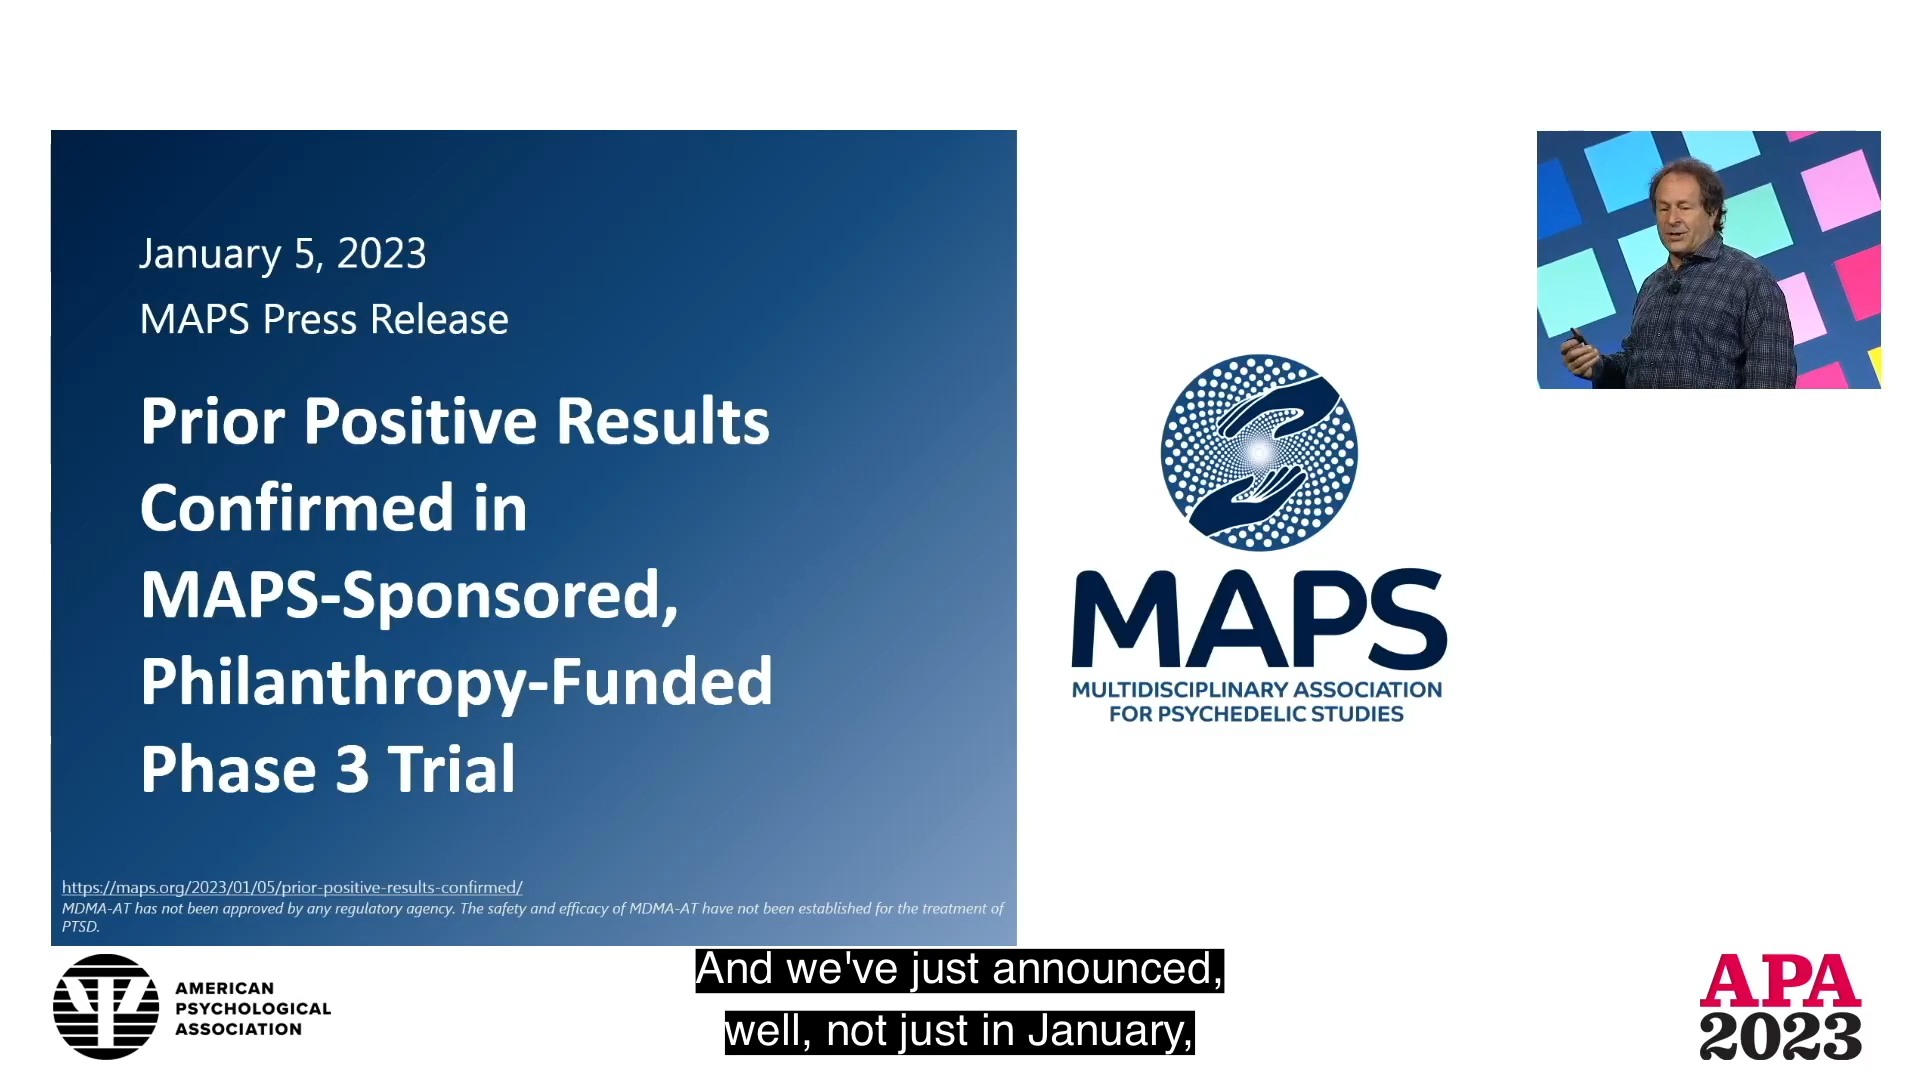 January 5, 2023
MAPS Press Release
Prior Positive Results
Confirmed in
MAPS-Sponsored,
Philanthropy-Funded
Phase 3 Trial
https://maps.org/2023/01/05/prior-positive-results-confirmed/
MDMA-AT has not been approved by any regulatory agency. The safety and efficacy of MDMA-AT have not been established for the treatment of
PTSD.
MAPS
MULTIDISCIPLINARY ASSOCIATION
FOR PSYCHEDELIC STUDIES
AMERICAN
PSYCHOLOGICAL
ASSOCIATION
And we've just announced,
well, not just in January,
APA
2023